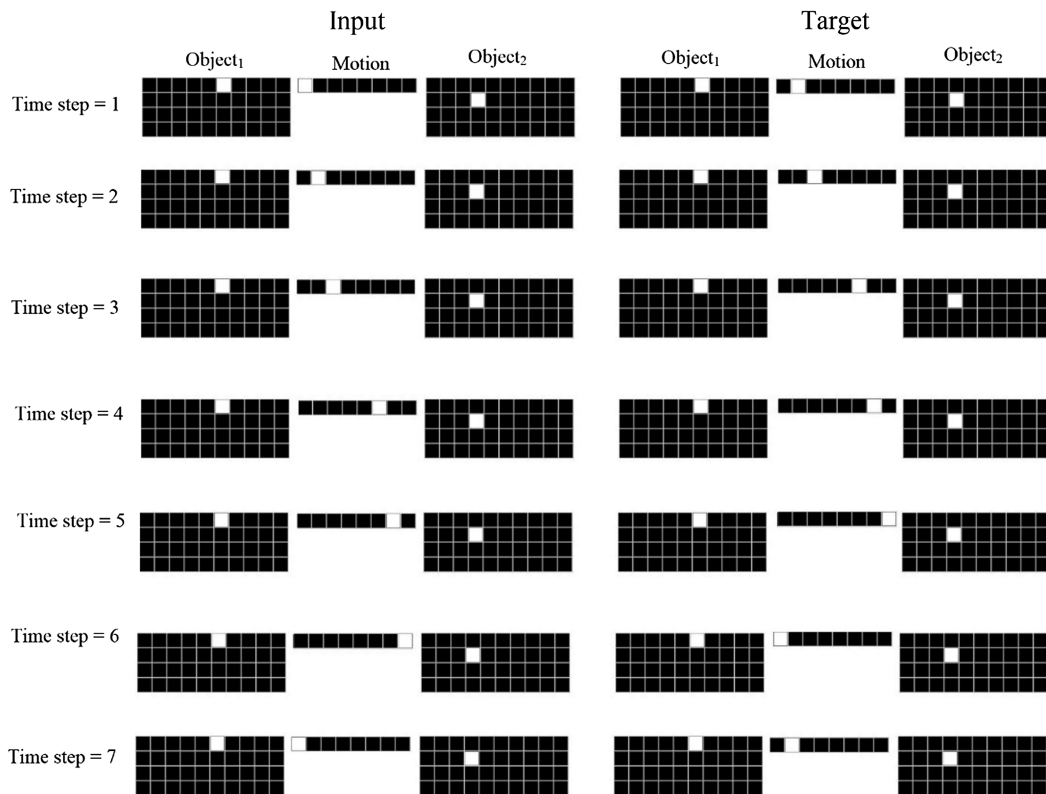 Input Target
Object₁ Motion Object₂ Object₁ Motion Object₂
Time step = 1
Time step = 2
Time step = 3
Time step = 4
Time step = 5
Time step = 6
Time step = 7